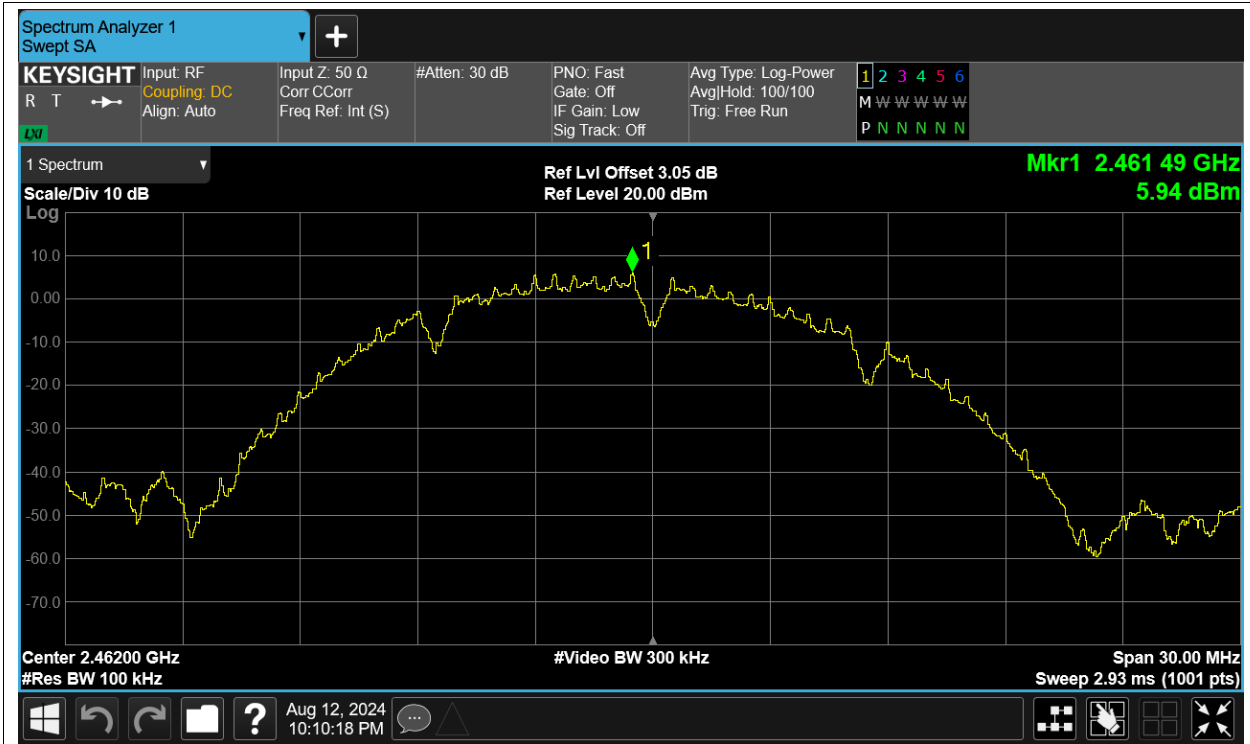 Spectrum Analyzer 1
Swept SA
KEYSIGHT
R T
LXI
Input: RF
Coupling: DC
Align: Auto
Input Z: 50 Ω
Corr CCorr
Freq Ref: Int (S)
#Atten: 30 dB
PNO: Fast
Gate: Off
IF Gain: Low
Sig Track: Off
Avg Type: Log-Power
Avg|Hold: 100/100
Trig: Free Run
1 2 3 4 5 6
M W W W W W
P N N N N N
1 Spectrum
Scale/Div 10 dB
Log
Ref Lvl Offset 3.05 dB
Ref Level 20.00 dBm
Mkr1 2.461 49 GHz
5.94 dBm
1
10.0
0.00
-10.0
-20.0
-30.0
-40.0
-50.0
-60.0
-70.0
Center 2.46200 GHz
#Res BW 100 kHz
#Video BW 300 kHz
Span 30.00 MHz
Sweep 2.93 ms (1001 pts)
?
Aug 12, 2024
10:10:18 PM